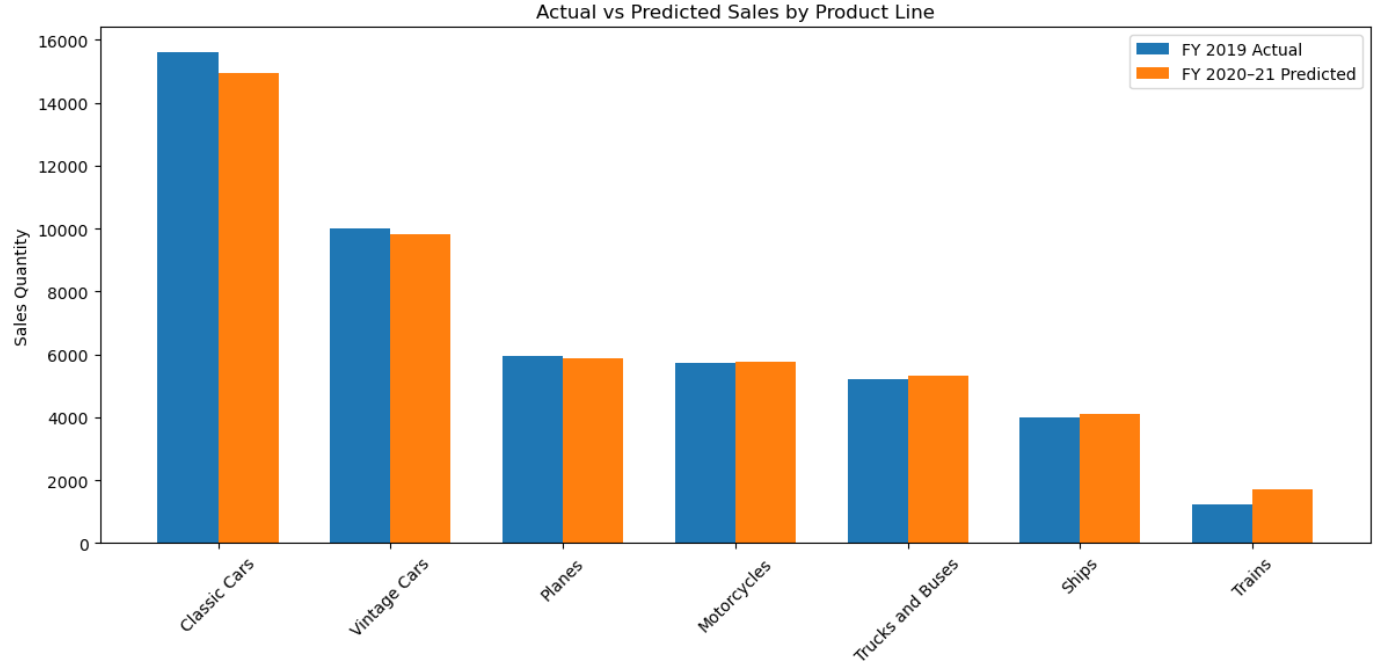 Actual vs Predicted Sales by Product Line
FY 2019 Actual
FY 2020–21 Predicted
Sales Quantity
16000
14000
12000
10000
8000
6000
4000
2000
0
Classic Cars
Vintage Cars
Planes
Motorcycles
Trucks and Buses
Ships
Trains